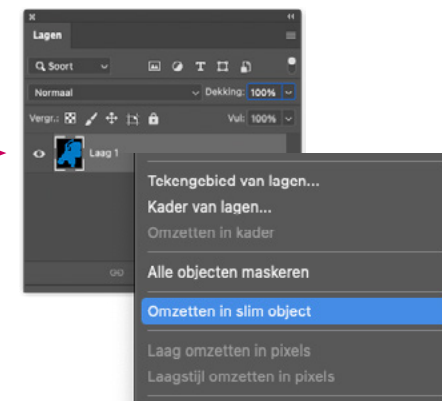 Lagen
Soort
Normaal Dekking: 100%
Vergr.: Vul: 100%
Laag 1
Tekengebied van lagen...
Kader van lagen...
Omzetten in kader
Alle objecten maskeren
Omzetten in slim object
Laag omzetten in pixels
Laagstijl omzetten in pixels